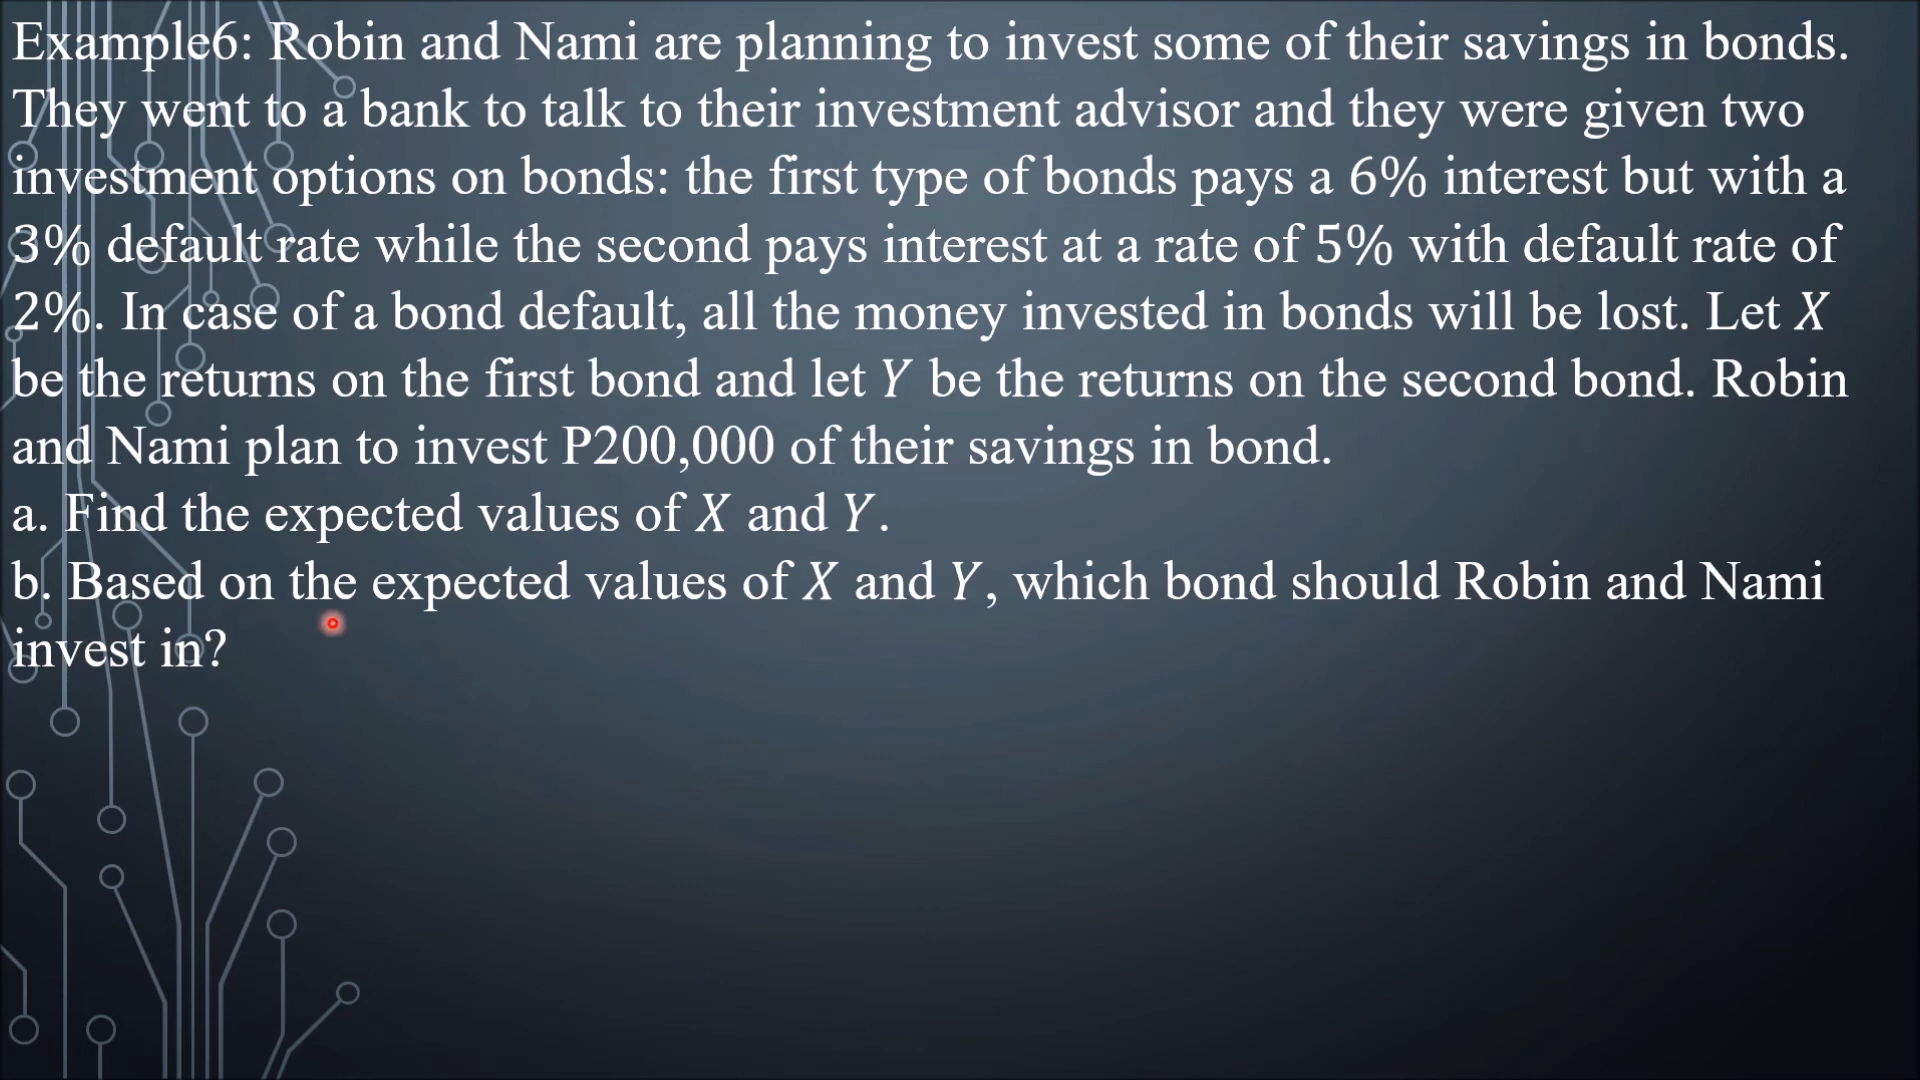 Example6: Robin and Nami are planning to invest some of their savings in bonds.
They went to a bank to talk to their investment advisor and they were given two
investment options on bonds: the first type of bonds pays a 6% interest but with a
3% default rate while the second pays interest at a rate of 5% with default rate of
2%. In case of a bond default, all the money invested in bonds will be lost. Let X
be the returns on the first bond and let Y be the returns on the second bond. Robin
and Nami plan to invest P200,000 of their savings in bond.
a. Find the expected values of X and Y.
b. Based on the expected values of X and Y, which bond should Robin and Nami
invest in?